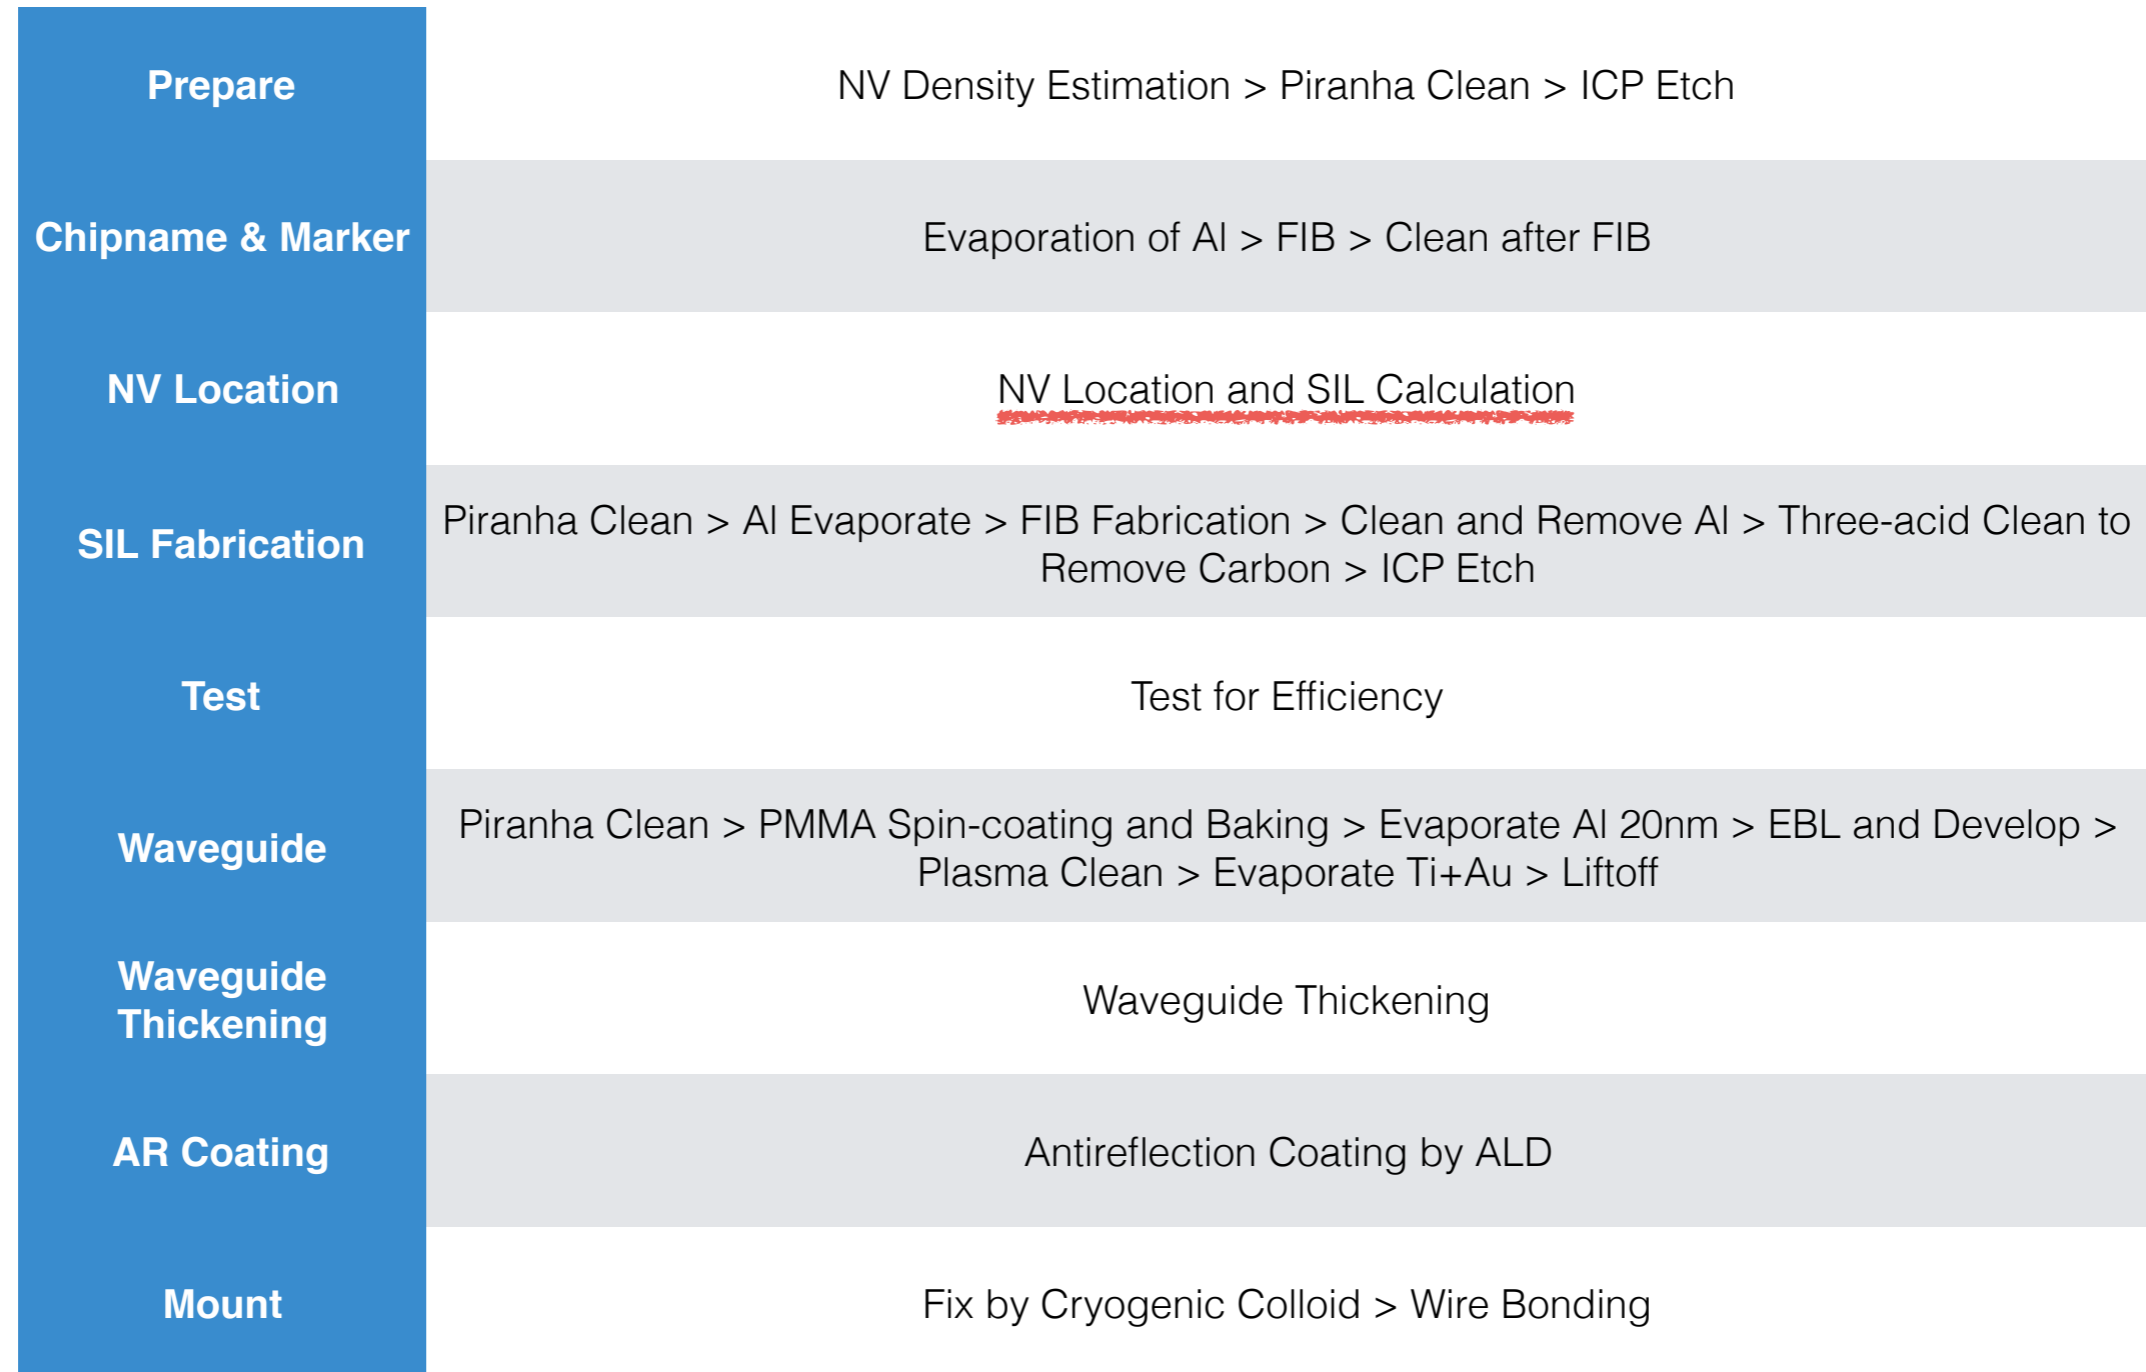 Prepare
NV Density Estimation > Piranha Clean > ICP Etch
Chipname & Marker
Evaporation of Al > FIB > Clean after FIB
NV Location
NV Location and SIL Calculation
SIL Fabrication
Piranha Clean > Al Evaporate > FIB Fabrication > Clean and Remove Al > Three-acid Clean to
Remove Carbon > ICP Etch
Test
Test for Efficiency
Waveguide
Piranha Clean > PMMA Spin-coating and Baking > Evaporate Al 20nm > EBL and Develop >
Plasma Clean > Evaporate Ti+Au > Liftoff
Waveguide
Thickening
Waveguide Thickening
AR Coating
Antireflection Coating by ALD
Mount
Fix by Cryogenic Colloid > Wire Bonding